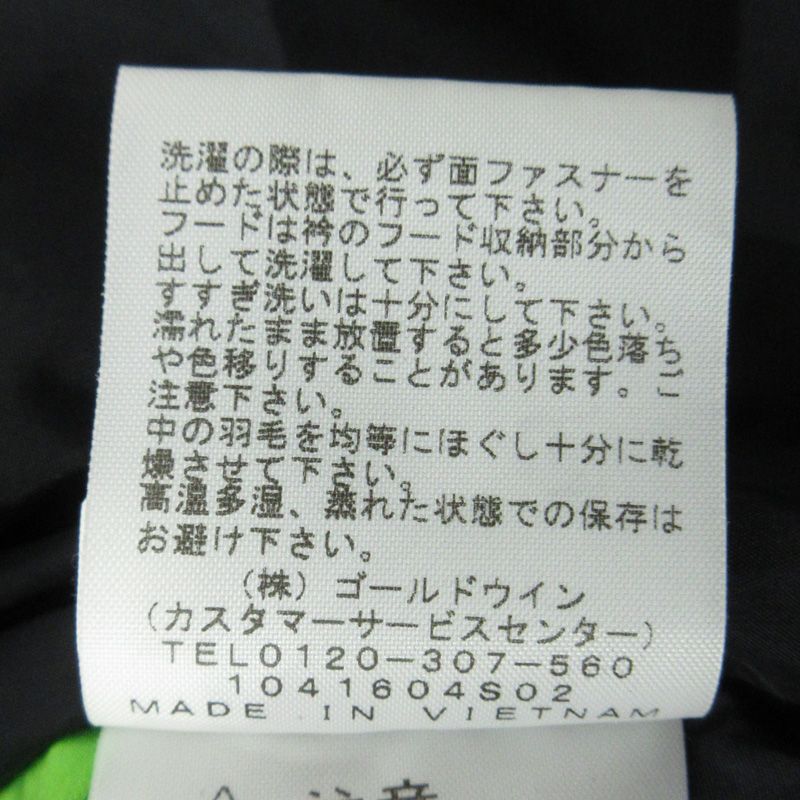 洗濯の際は、必ず面ファスナーを
止めた状態で行って下さい。
フードは衿のフード収納部分から
出して洗濯して下さい。
すすぎ洗いは十分にして下さい。
濡れたまま放置すると多少色落ち
や色移りすることがあります。ご
注意下さい。
中の羽毛を均等にほぐし十分に乾
燥させて下さい。
高温多湿、蒸れた状態での保存は
お避け下さい。
(株)ゴールドウイン
(カスタマーサービスセンター)
TEL0120-307-560
1041604S02
MADE IN VIETNAM
注意